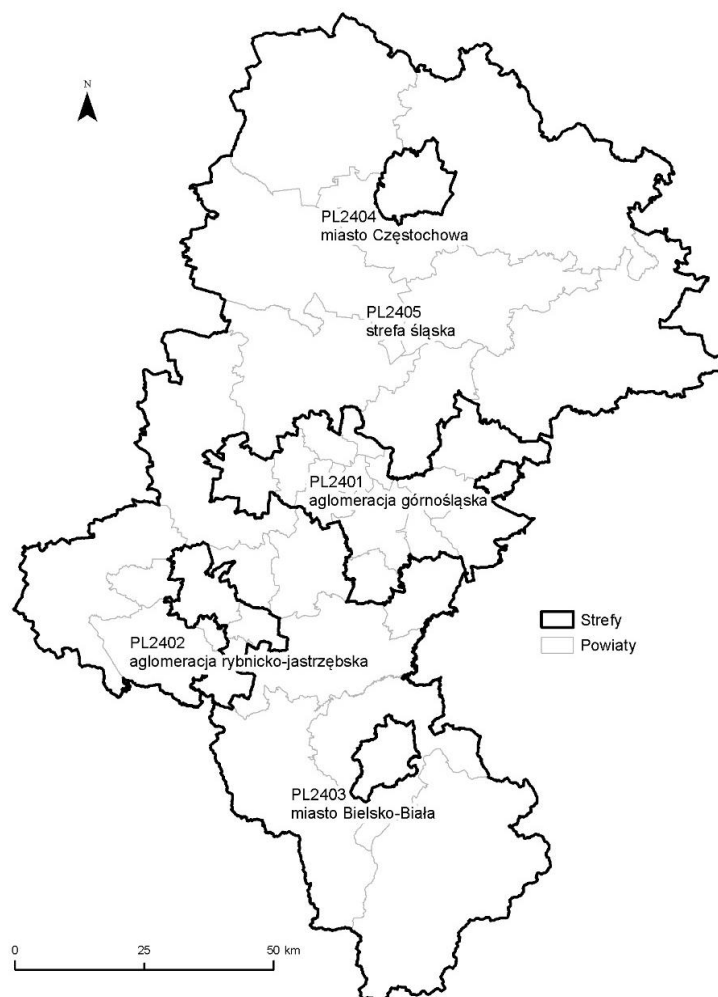 N
PL2404
miasto Częstochowa
PL2405
strefa śląska
PL2401
aglomeracja górnośląska
Strefy
Powiaty
PL2402
aglomeracja rybnicko-jastrzębska
PL2403
miasto Bielsko-Biała
0 25 50 km